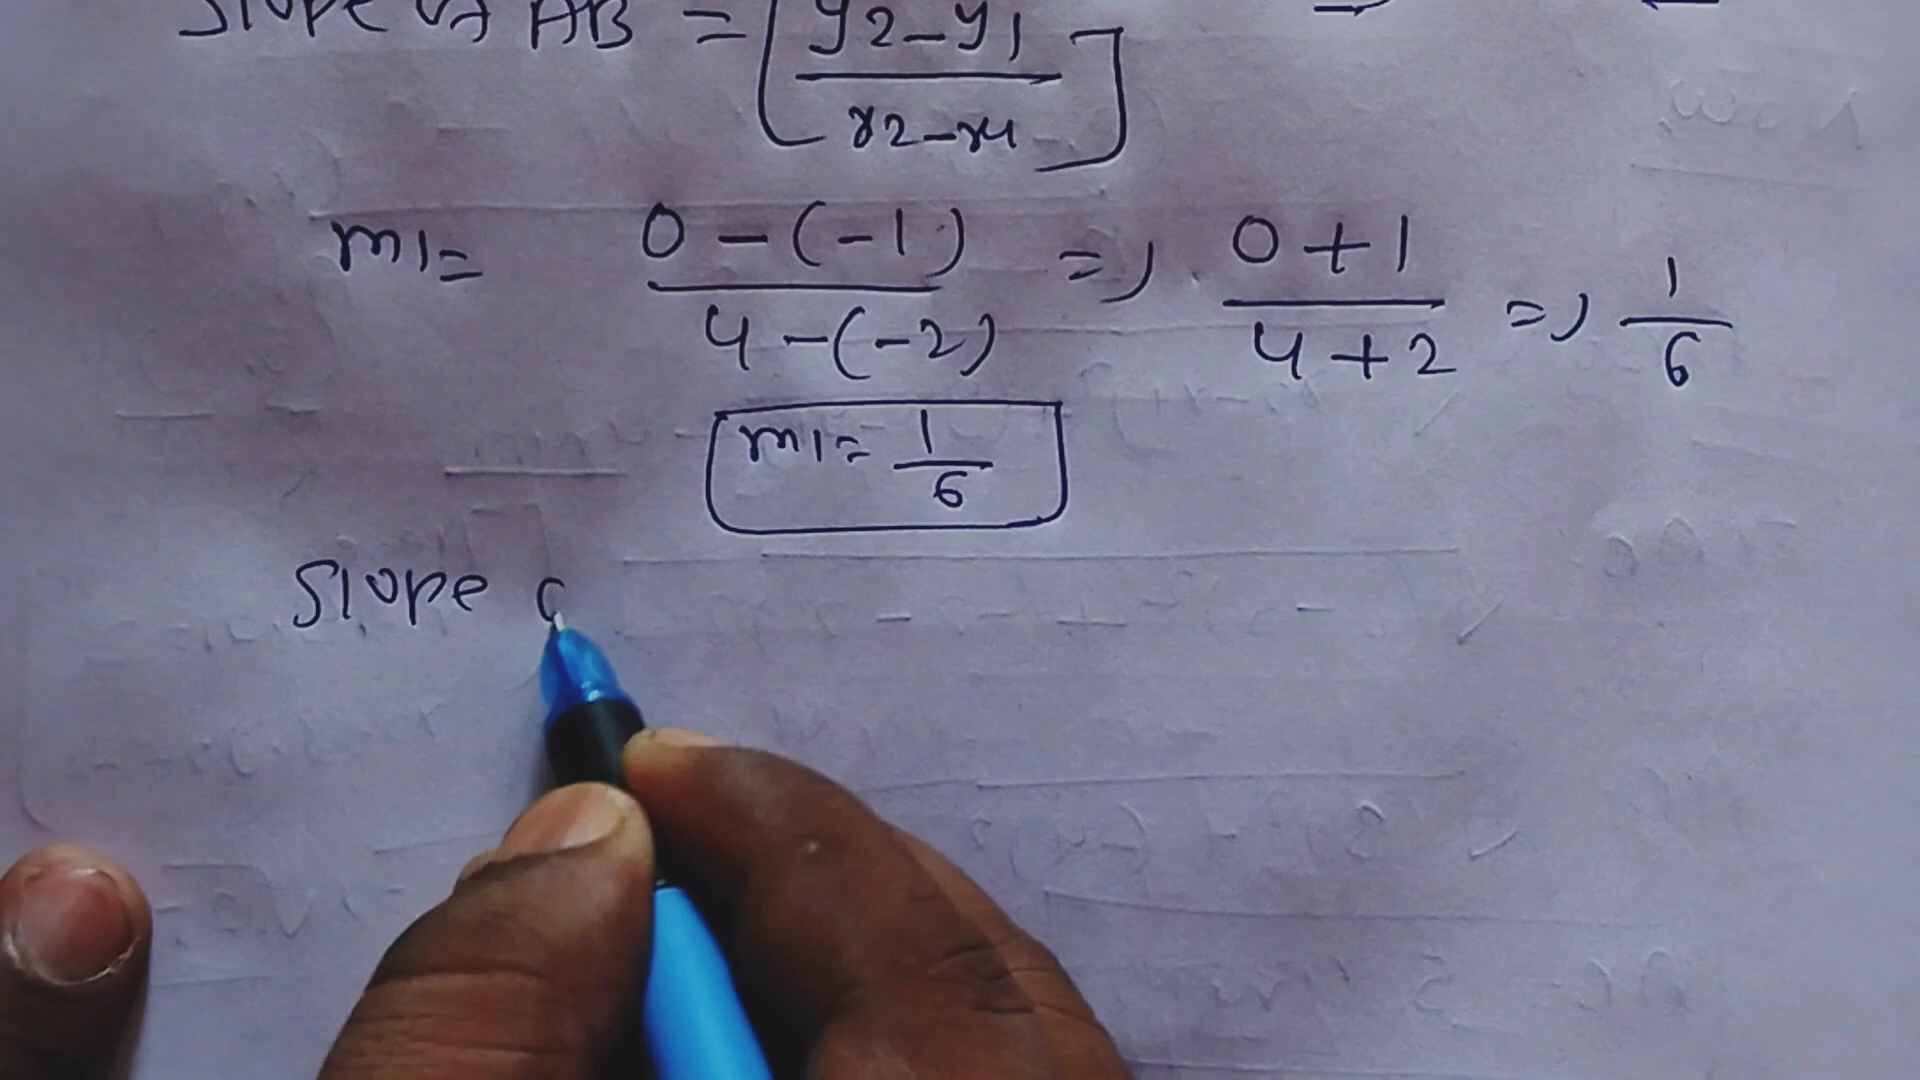 Slope of AB = [y2-y1 / x2-x1]
m1= 0-(-1) / 4-(-2) => 0+1 / 4+2 => 1/6
m1= 1/6
Slope o